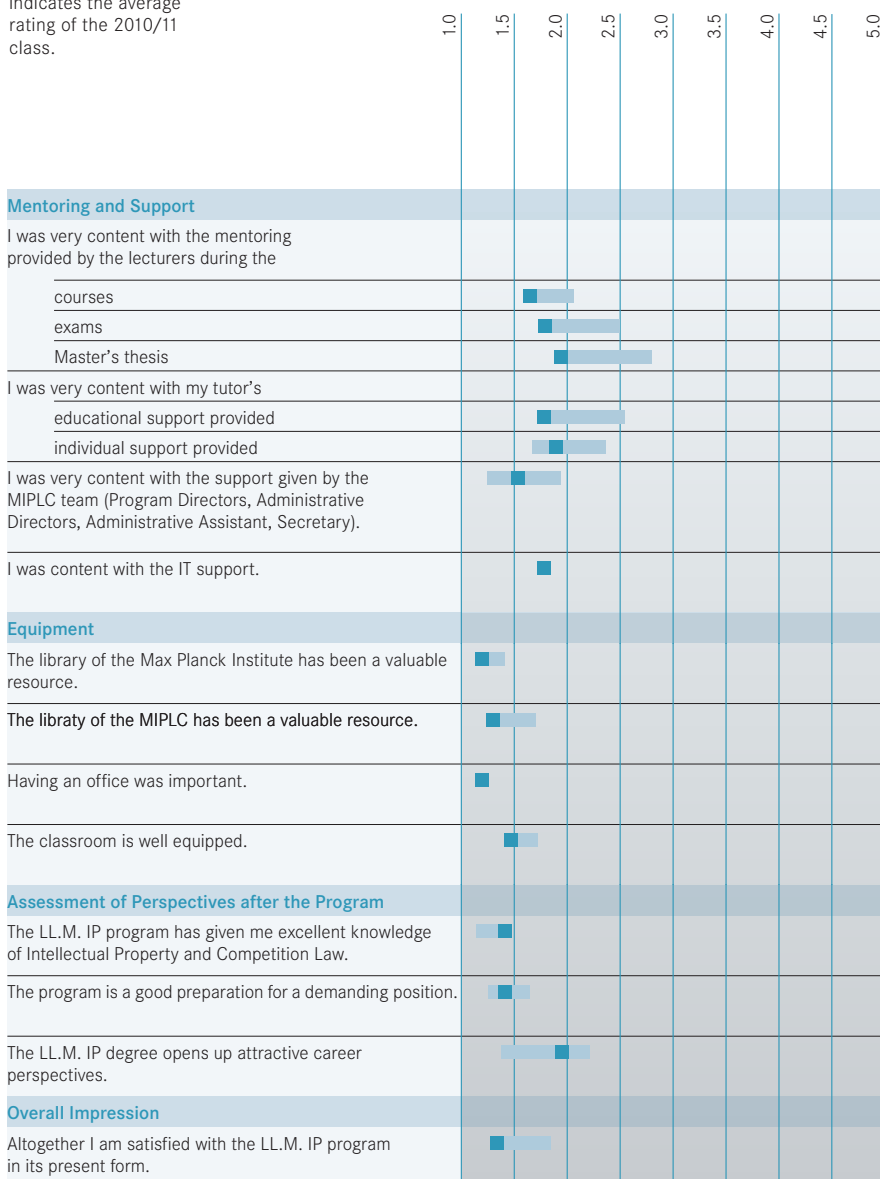 indicates the average
rating of the 2010/11
class.
1.0 1.5 2.0 2.5 3.0 3.5 4.0 4.5 5.0
Mentoring and Support
I was very content with the mentoring
provided by the lecturers during the
courses
exams
Master's thesis
I was very content with my tutor's
educational support provided
individual support provided
I was very content with the support given by the
MIPLC team (Program Directors, Administrative
Directors, Administrative Assistant, Secretary).
I was content with the IT support.
Equipment
The library of the Max Planck Institute has been a valuable
resource.
The libraty of the MIPLC has been a valuable resource.
Having an office was important.
The classroom is well equipped.
Assessment of Perspectives after the Program
The LL.M. IP program has given me excellent knowledge
of Intellectual Property and Competition Law.
The program is a good preparation for a demanding position.
The LL.M. IP degree opens up attractive career
perspectives.
Overall Impression
Altogether I am satisfied with the LL.M. IP program
in its present form.